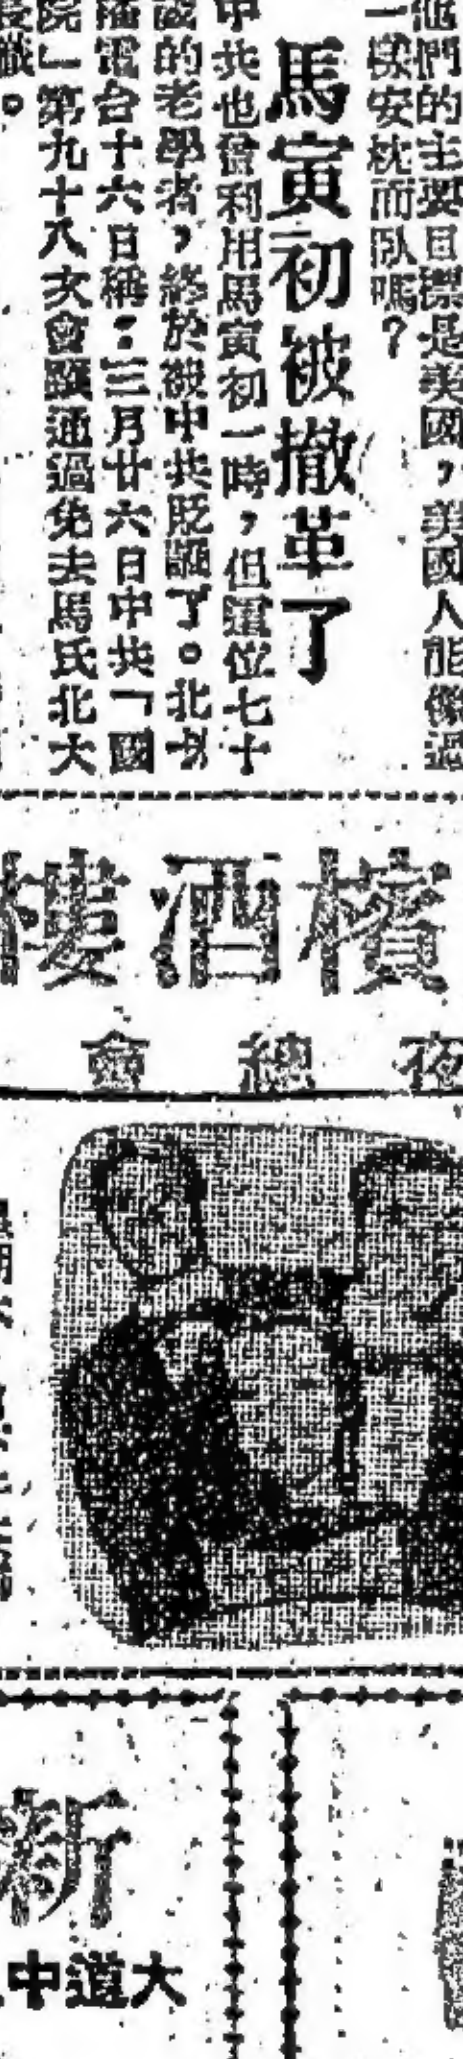 他們的主要目標是美國，美國人能像過
一樣安枕而臥嗎？
馬寅初被撤革了
中共也曾利用馬寅初一時，但這位七十
歲的老學者，終於被中共貶謫了。北平
播電台十六日稱：三月廿六日中共「國
院」第九十八次會議通過免去馬氏北大
長職。
檳酒樓
夜總會
新
大道中